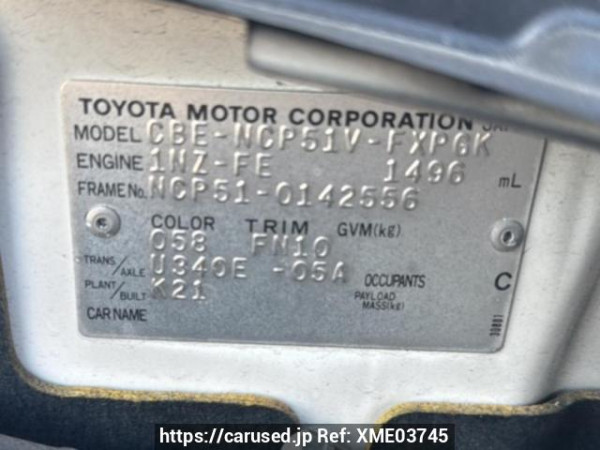 TOYOTA MOTOR CORPORATION JAPAN
MODEL CBE-NCP51V-FXPGK
ENGINE 1NZ-FE 1496 mL
FRAME No. NCP51-0142556
COLOR TRIM GVM(kg)
058 FN10
TRANS/AXLE U340E -05A OCCUPANTS C
PLANT/BUILT K21 PAYLOAD MASS(kg)
CAR NAME
https://carused.jp Ref: XME03745